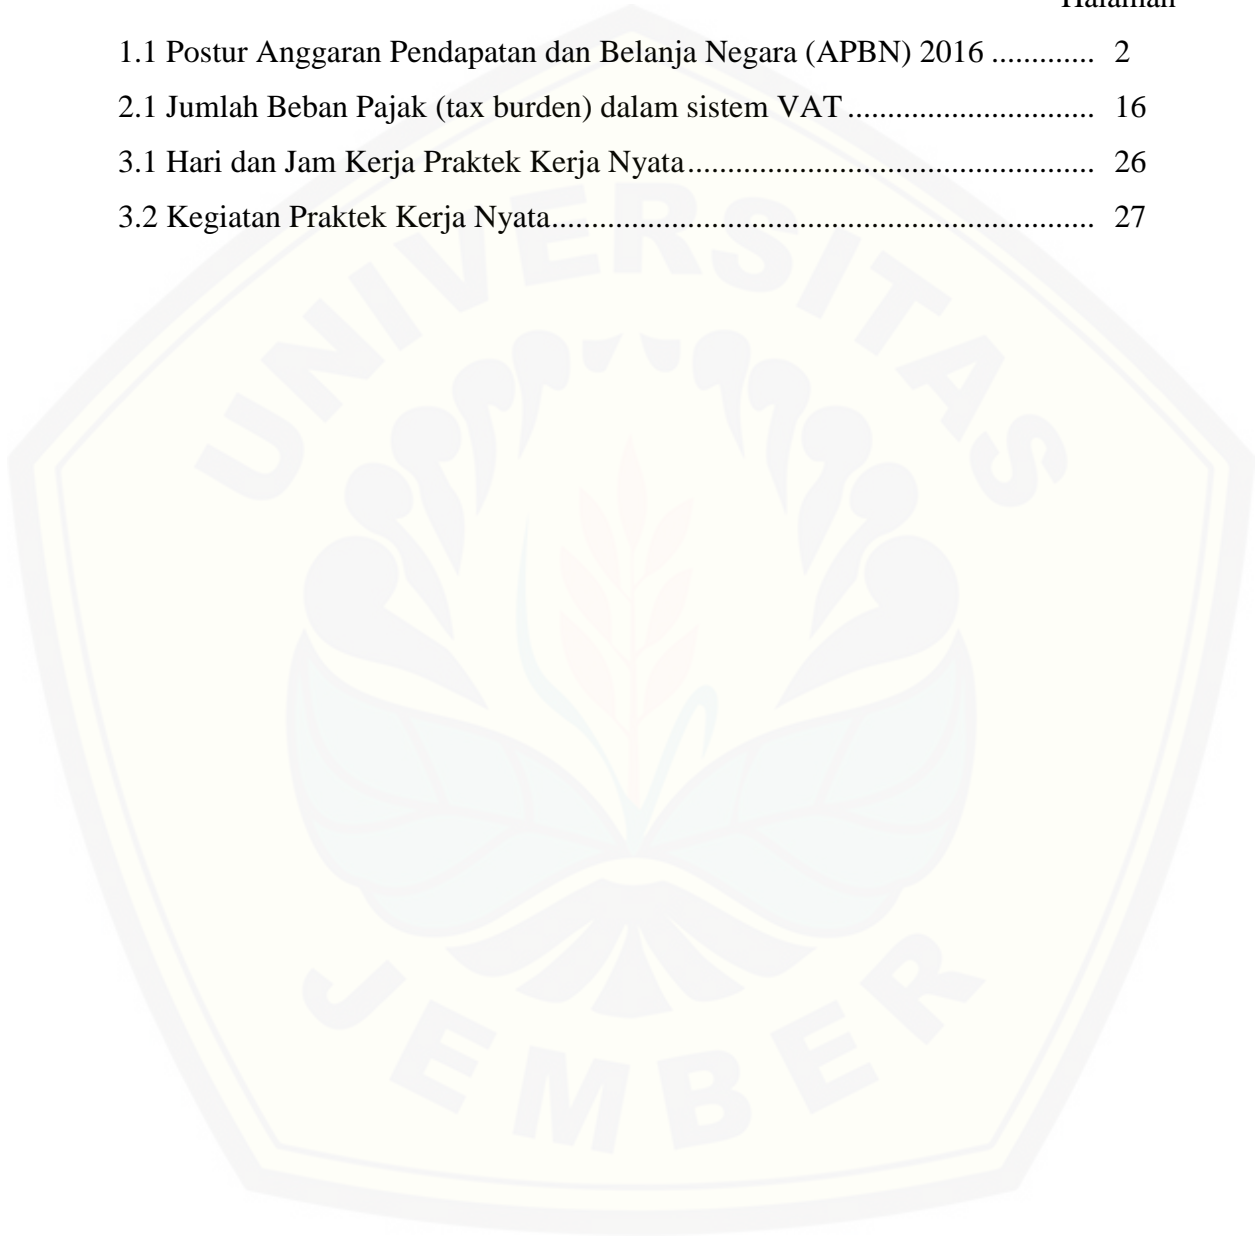 Halaman
1.1 Postur Anggaran Pendapatan dan Belanja Negara (APBN) 2016 ............. 2
2.1 Jumlah Beban Pajak (tax burden) dalam sistem VAT ............................... 16
3.1 Hari dan Jam Kerja Praktek Kerja Nyata ................................................... 26
3.2 Kegiatan Praktek Kerja Nyata .................................................................... 27
UNIVERSITAS
JEMBER